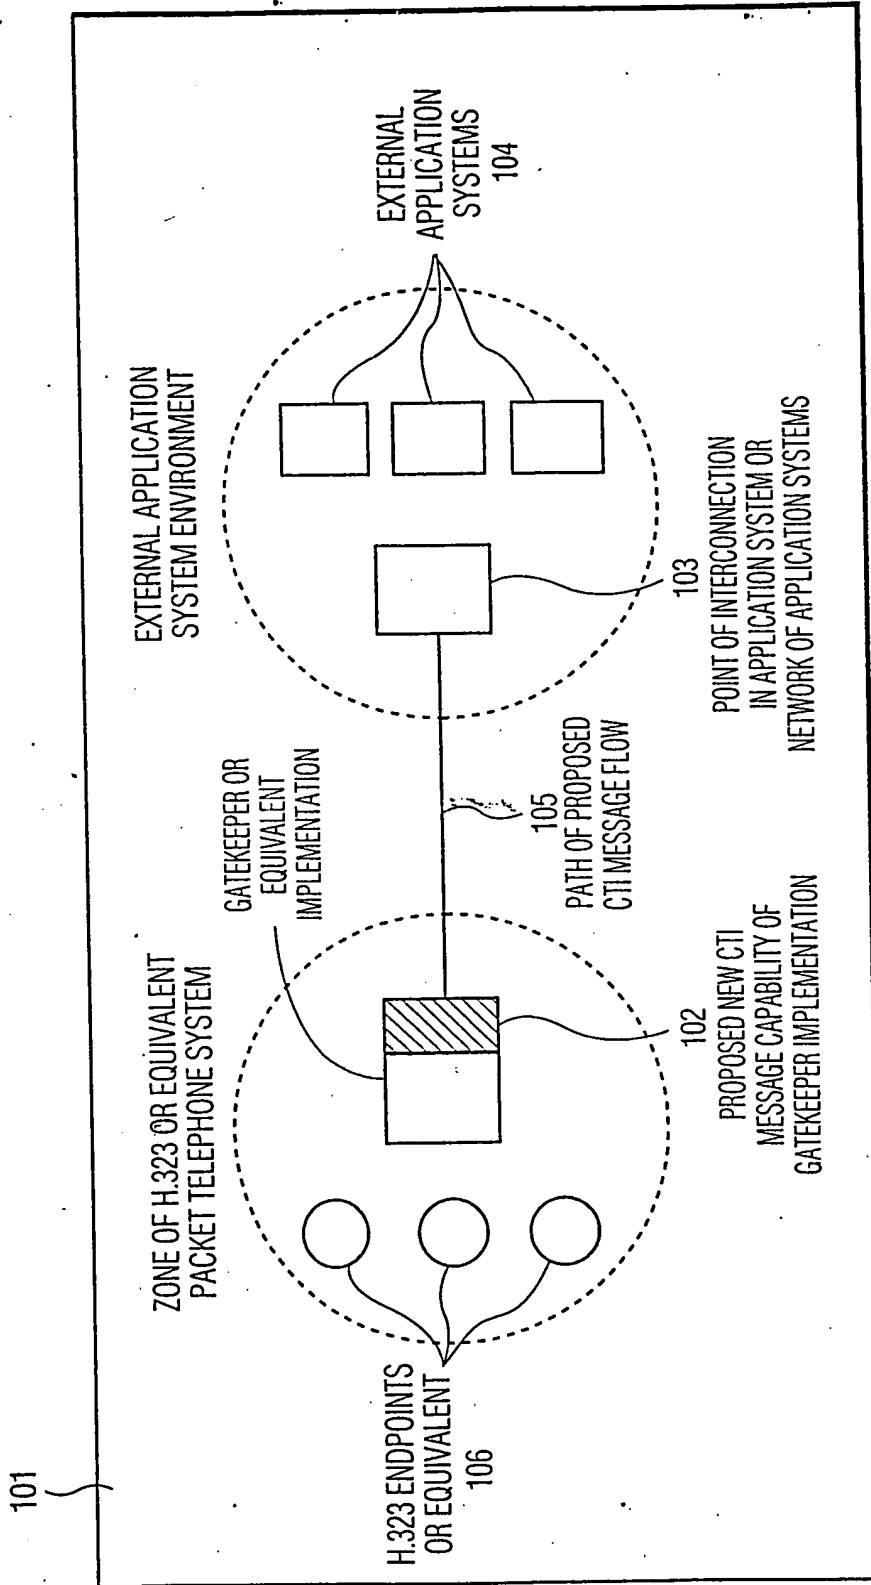 101
ZONE OF H.323 OR EQUIVALENT
PACKET TELEPHONE SYSTEM
GATEKEEPER OR
EQUIVALENT
IMPLEMENTATION
EXTERNAL APPLICATION
SYSTEM ENVIRONMENT
H.323 ENDPOINTS
OR EQUIVALENT
106
EXTERNAL
APPLICATION
SYSTEMS
104
102
PROPOSED NEW CTI
MESSAGE CAPABILITY OF
GATEKEEPER IMPLEMENTATION
105
PATH OF PROPOSED
CTI MESSAGE FLOW
103
POINT OF INTERCONNECTION
IN APPLICATION SYSTEM OR
NETWORK OF APPLICATION SYSTEMS